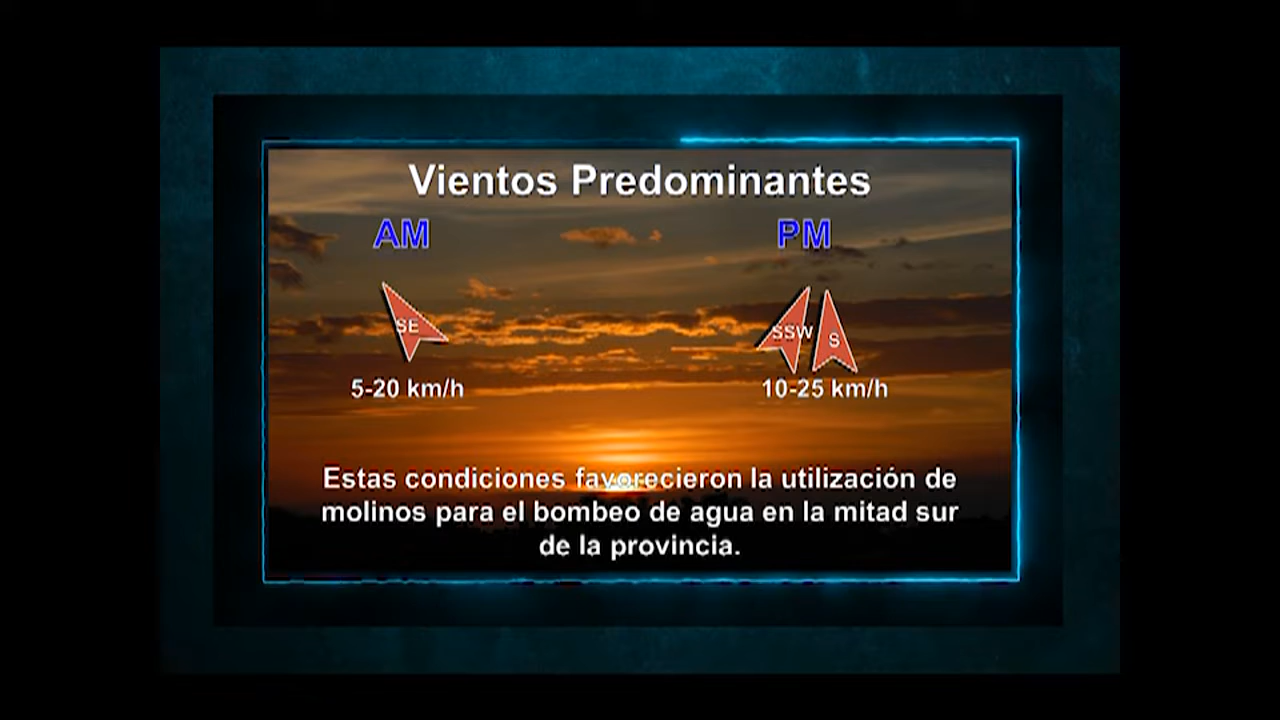 Vientos Predominantes
AM PM
SE SSW S
5-20 km/h 10-25 km/h
Estas condiciones favorecieron la utilización de
molinos para el bombeo de agua en la mitad sur
de la provincia.